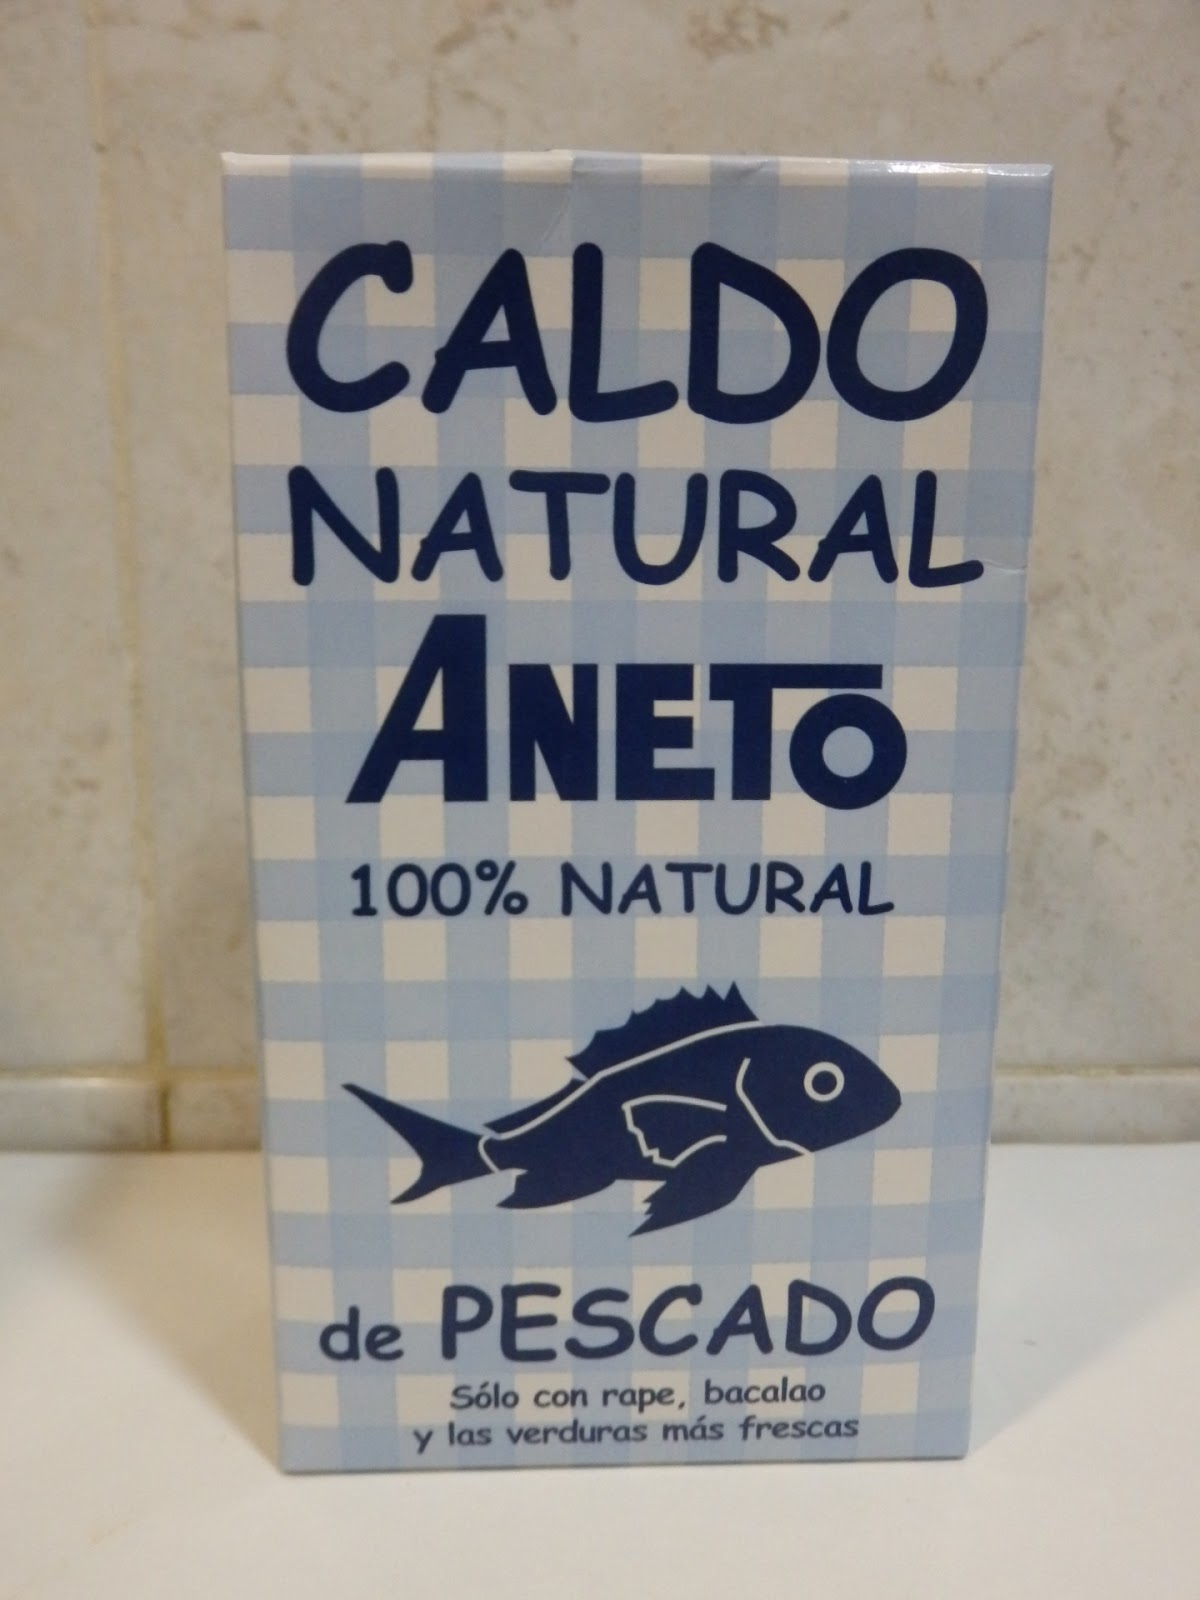 CALDO
NATURAL
ANETO
100% NATURAL
de PESCADO
Sólo con rape, bacalao
y las verduras más frescas